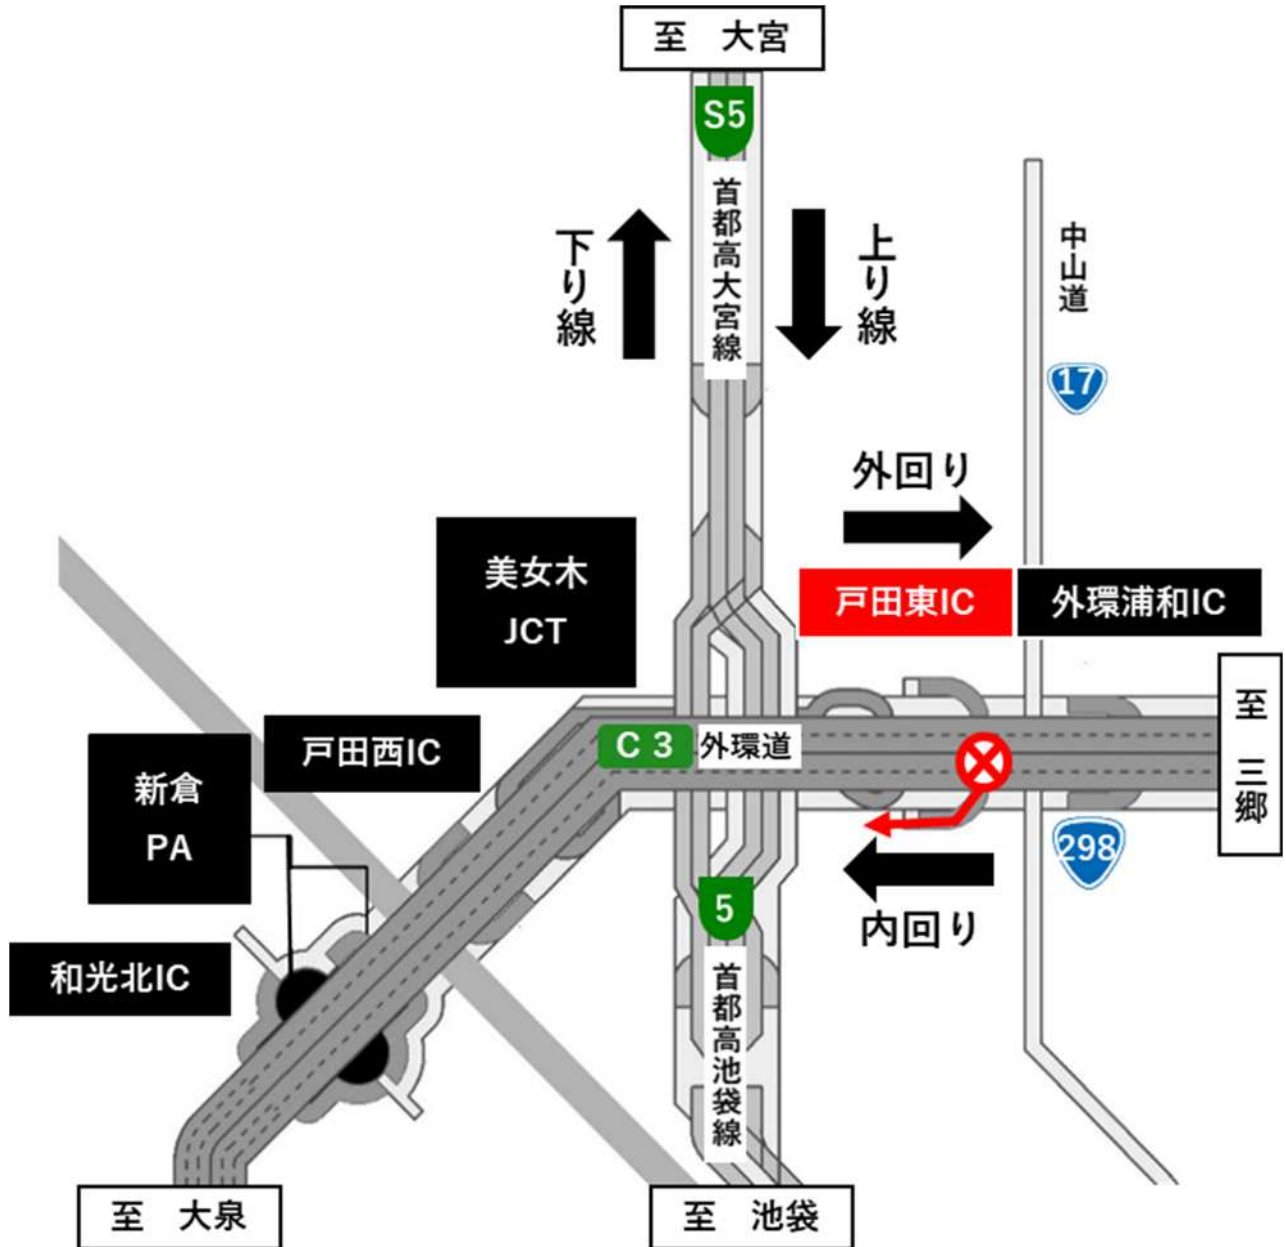 至 大宮
S5
首都高大宮線
下り線
上り線
中山道
17
外回り
美女木
JCT
戸田東IC
外環浦和IC
至 三郷
C3
外環道
戸田西IC
新倉
PA
298
内回り
5
和光北IC
首都高池袋線
至 大泉
至 池袋